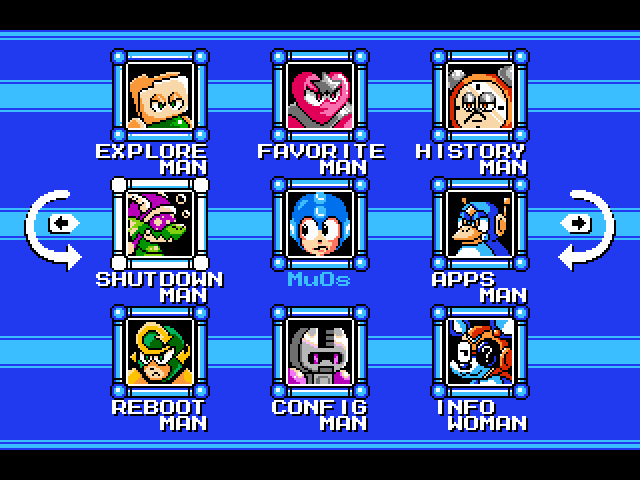 EXPLORE
MAN
FAVORITE
MAN
HISTORY
MAN
SHUTDOWN
MAN
MuOs
APPS
MAN
REBOOT
MAN
CONFIG
MAN
INFO
WOMAN